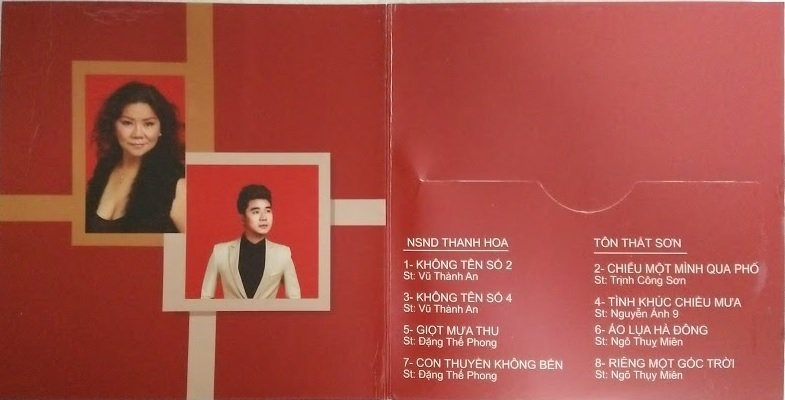 NSND THANH HOA
1- KHÔNG TÊN SỐ 2
St: Vũ Thành An
3- KHÔNG TÊN SỐ 4
St: Vũ Thành An
5- GIỌT MƯA THU
St: Đặng Thế Phong
7- CON THUYỀN KHÔNG BẾN
St: Đặng Thế Phong
TÔN THẤT SƠN
2- CHIỀU MỘT MÌNH QUA PHỐ
St: Trịnh Công Sơn
4- TÌNH KHÚC CHIỀU MƯA
St: Nguyễn Ánh 9
6- ÁO LỤA HÀ ĐÔNG
St: Ngô Thuỵ Miên
8- RIÊNG MỘT GÓC TRỜI
St: Ngô Thụy Miên